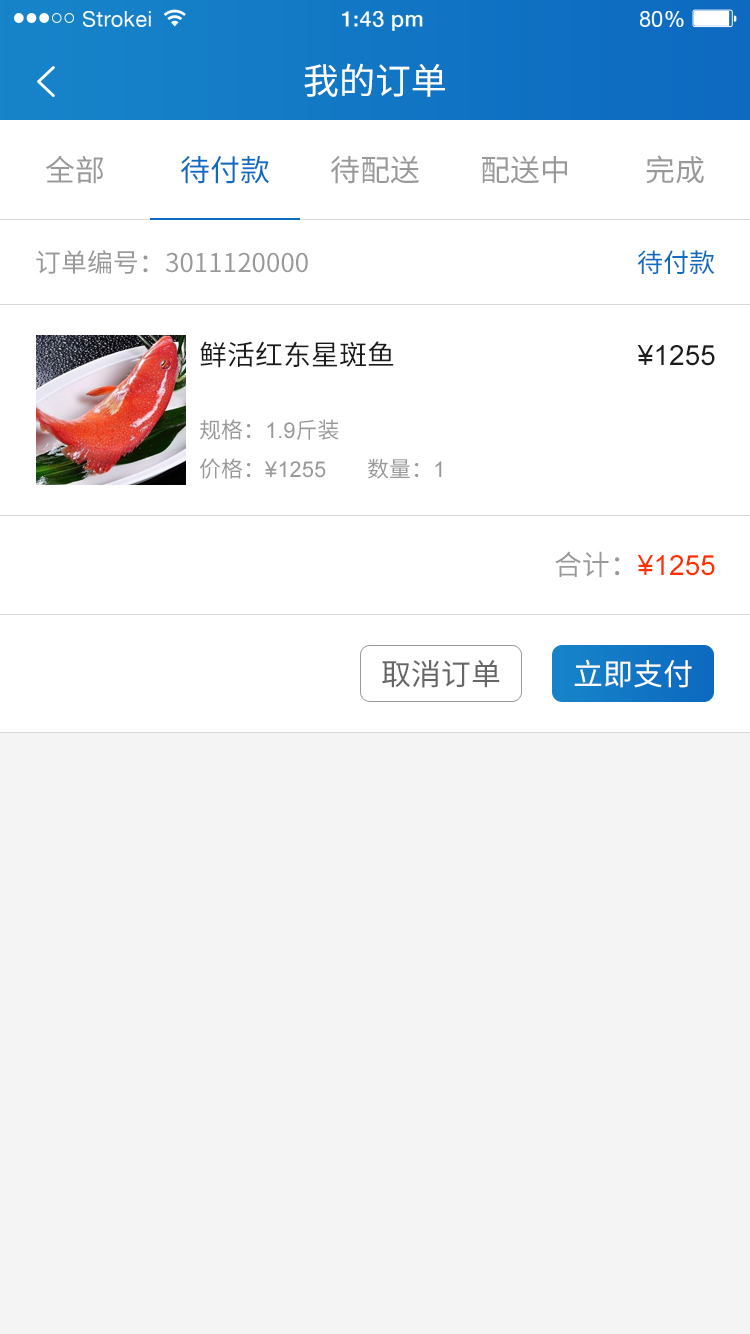 Strokei 1:43 pm 80%
我的订单
全部 待付款 待配送 配送中 完成
订单编号：3011120000 待付款
鲜活红东星斑鱼 ¥1255
规格：1.9斤装
价格：¥1255 数量：1
合计：¥1255
取消订单 立即支付